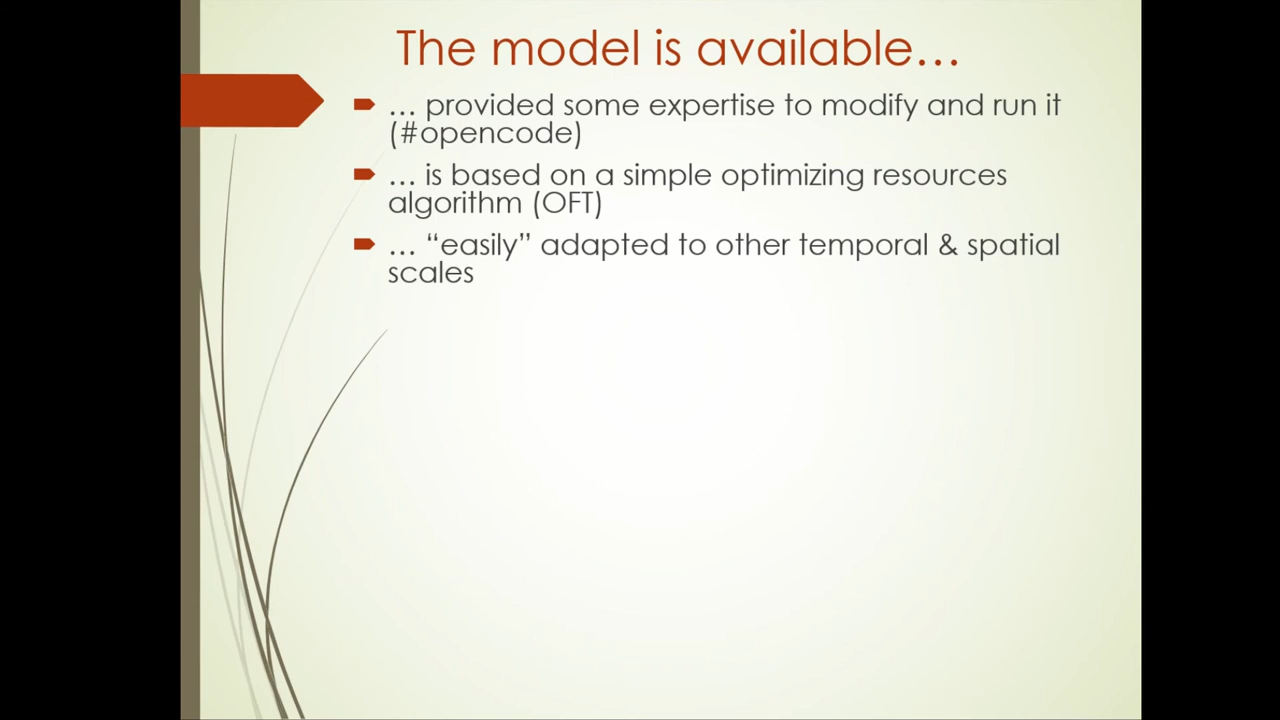 The model is available…
… provided some expertise to modify and run it
(#opencode)
… is based on a simple optimizing resources
algorithm (OFT)
… “easily” adapted to other temporal & spatial
scales